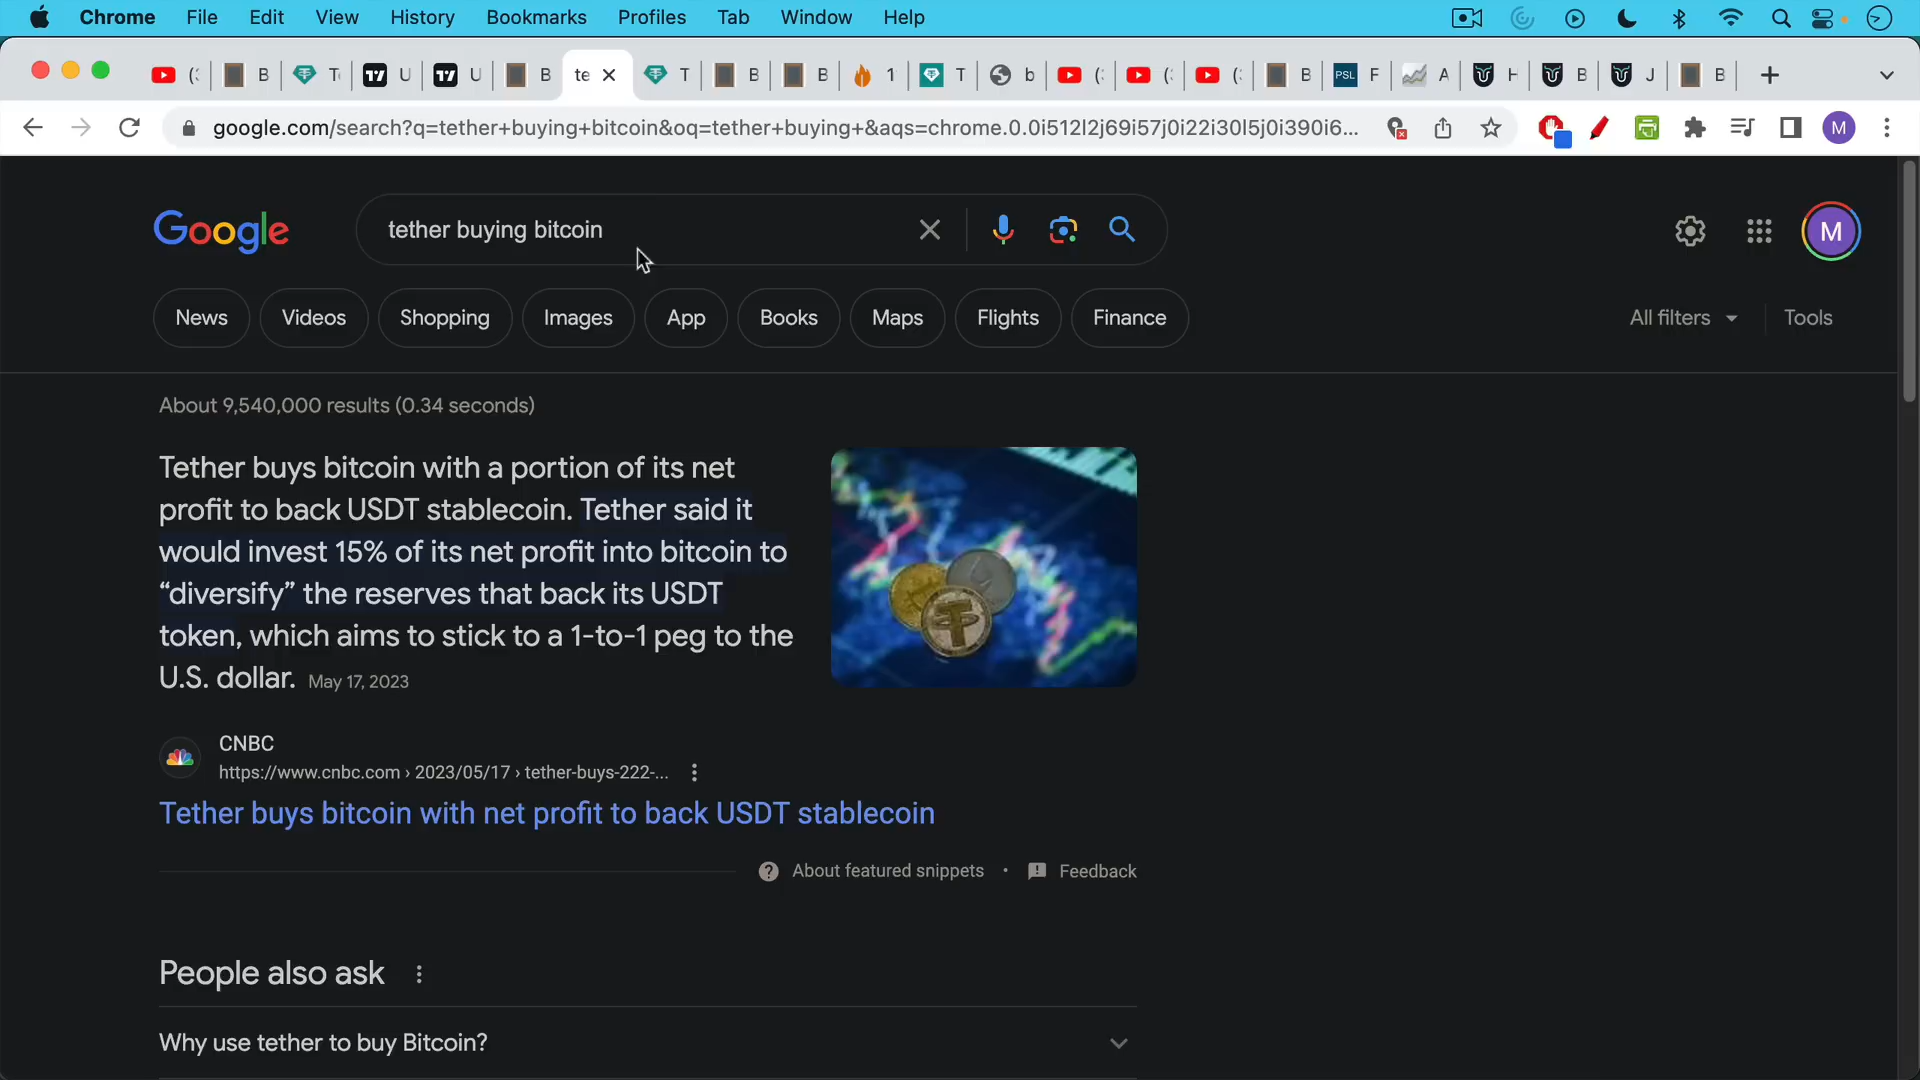 Chrome File Edit View History Bookmarks Profiles Tab Window Help
B U U B te T B B 1 T b PSL F A H B J B
google.com/search?q=tether+buying+bitcoin&oq=tether+buying+&aqs=chrome.0.0i512l2j69i57j0i22i30l5j0i390i6... M
Google tether buying bitcoin M
News Videos Shopping Images App Books Maps Flights Finance All filters Tools
About 9,540,000 results (0.34 seconds)
Tether buys bitcoin with a portion of its net
profit to back USDT stablecoin. Tether said it
would invest 15% of its net profit into bitcoin to
“diversify” the reserves that back its USDT
token, which aims to stick to a 1-to-1 peg to the
U.S. dollar. May 17, 2023
CNBC
https://www.cnbc.com › 2023/05/17 › tether-buys-222-...
Tether buys bitcoin with net profit to back USDT stablecoin
About featured snippets • Feedback
People also ask
Why use tether to buy Bitcoin?